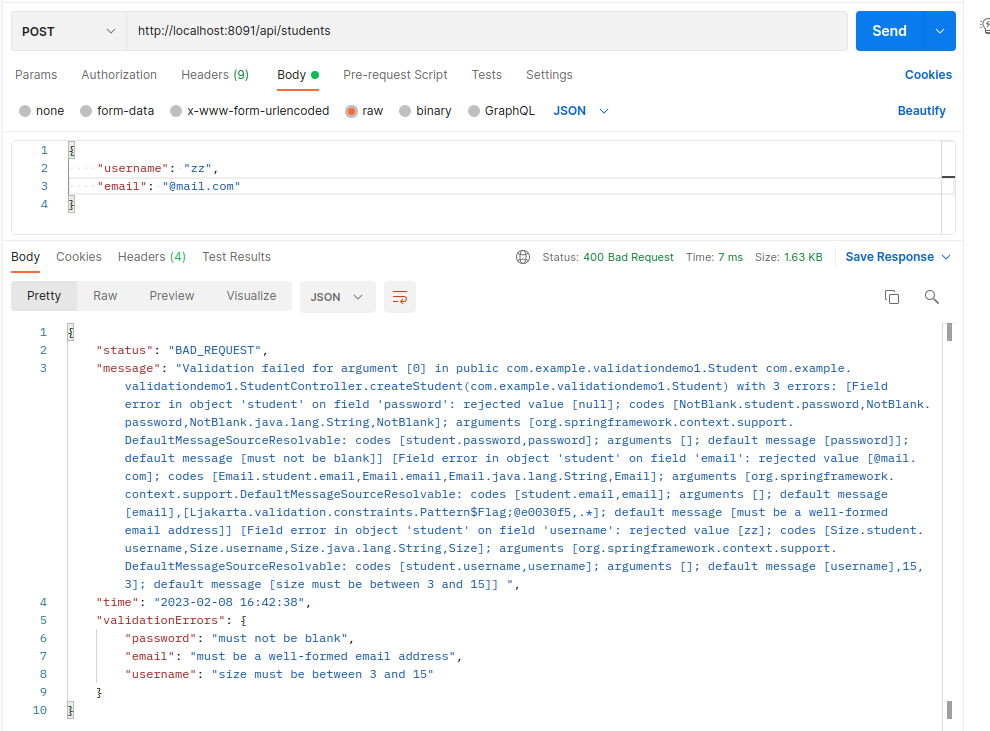 POST http://localhost:8091/api/students Send
Params Authorization Headers (9) Body Pre-request Script Tests Settings Cookies
none form-data x-www-form-urlencoded raw binary GraphQL JSON Beautify
1 {
2 "username": "zz",
3 "email": "@mail.com"
4 }
Body Cookies Headers (4) Test Results Status: 400 Bad Request Time: 7 ms Size: 1.63 KB Save Response
Pretty Raw Preview Visualize JSON
1 {
2 "status": "BAD_REQUEST",
3 "message": "Validation failed for argument [0] in public com.example.validationdemo1.Student com.example.
validationdemo1.StudentController.createStudent(com.example.validationdemo1.Student) with 3 errors: [Field
error in object 'student' on field 'password': rejected value [null]; codes [NotBlank.student.password,NotBlank.
password,NotBlank.java.lang.String,NotBlank]; arguments [org.springframework.context.support.
DefaultMessageSourceResolvable: codes [student.password,password]; arguments []; default message [password]];
default message [must not be blank]] [Field error in object 'student' on field 'email': rejected value [@mail.
com]; codes [Email.student.email,Email.email,Email.java.lang.String,Email]; arguments [org.springframework.
context.support.DefaultMessageSourceResolvable: codes [student.email,email]; arguments []; default message
[email],[Ljakarta.validation.constraints.Pattern$Flag;@e0030f5,.*]; default message [must be a well-formed
email address]] [Field error in object 'student' on field 'username': rejected value [zz]; codes [Size.student.
username,Size.username,Size.java.lang.String,Size]; arguments [org.springframework.context.support.
DefaultMessageSourceResolvable: codes [student.username,username]; arguments []; default message [username],15,
3]; default message [size must be between 3 and 15]] ",
4 "time": "2023-02-08 16:42:38",
5 "validationErrors": {
6 "password": "must not be blank",
7 "email": "must be a well-formed email address",
8 "username": "size must be between 3 and 15"
9 }
10 }